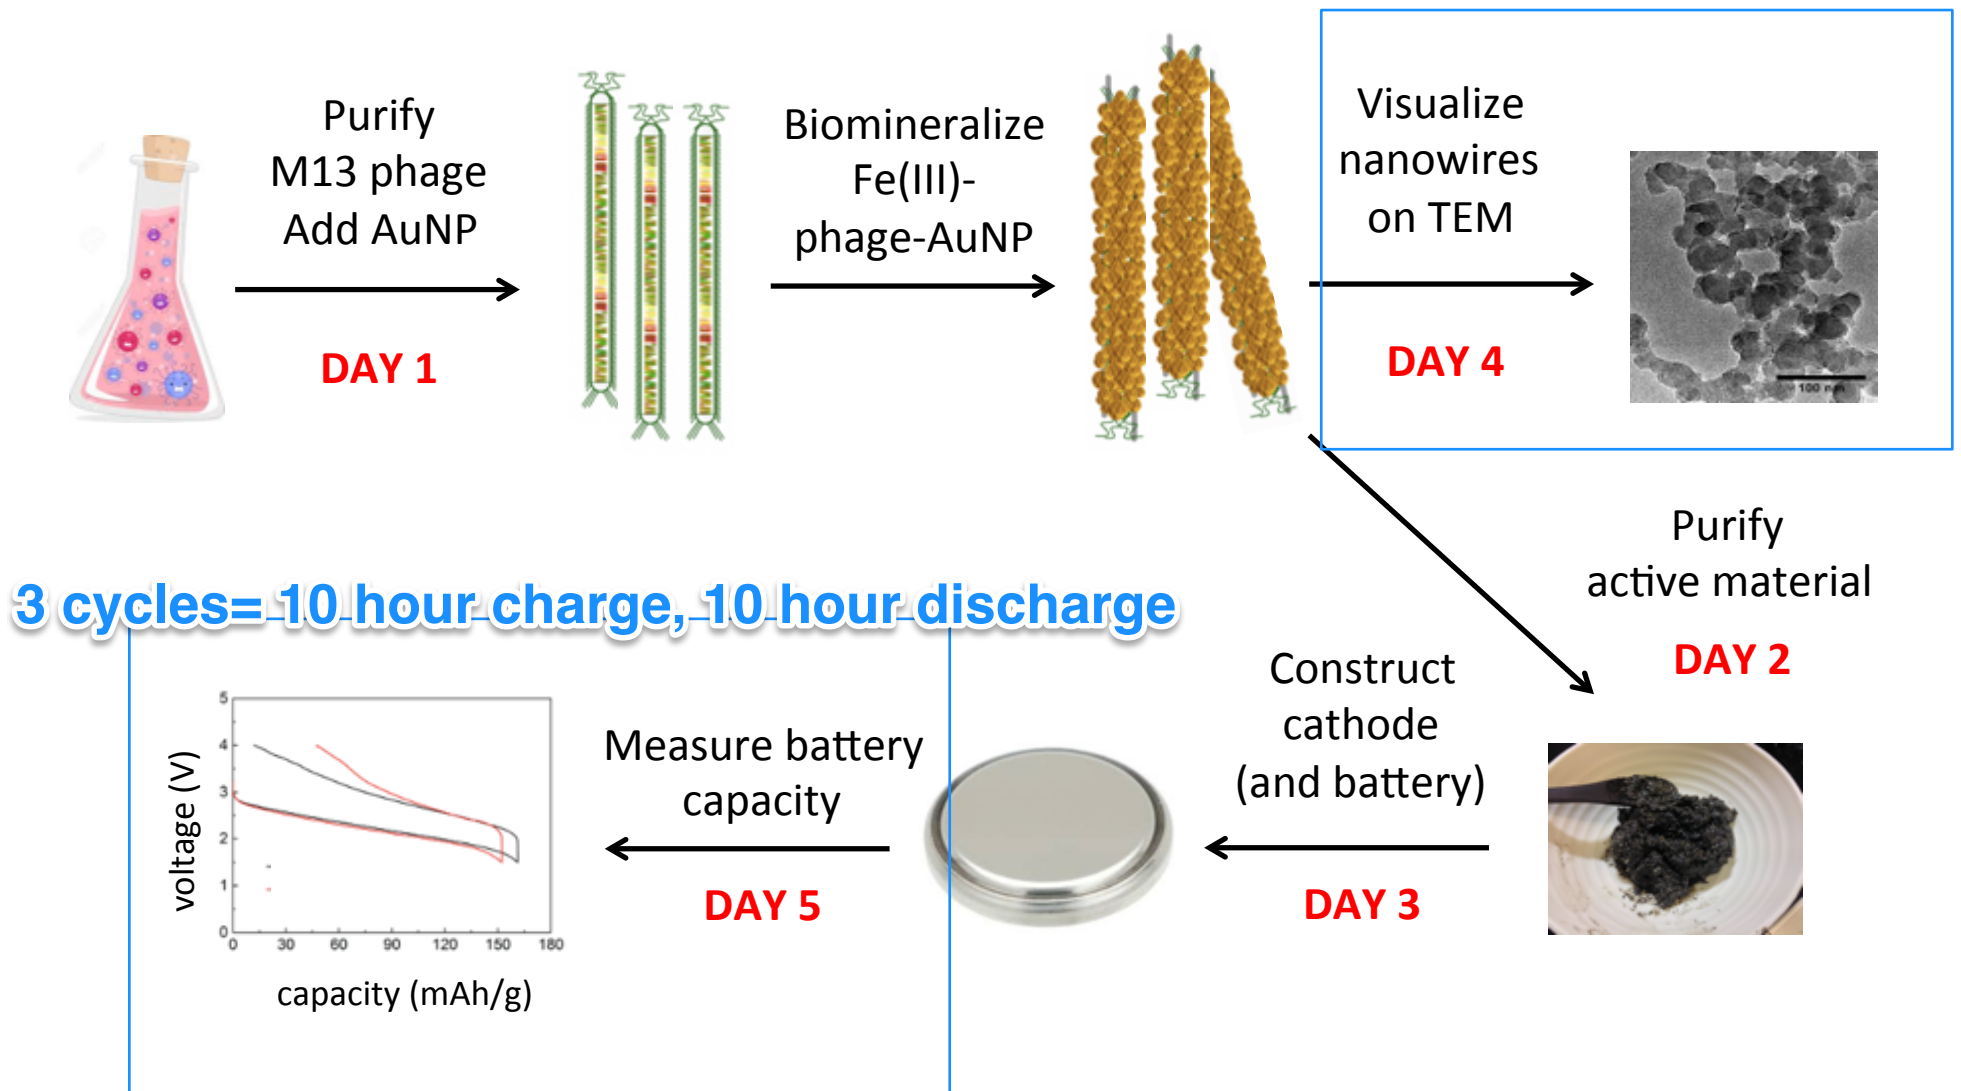 Purify
M13 phage
Add AuNP
DAY 1
Biomineralize
Fe(III)-
phage-AuNP
Visualize
nanowires
on TEM
DAY 4
100 nm
Purify
active material
DAY 2
Construct
cathode
(and battery)
DAY 3
3 cycles= 10 hour charge, 10 hour discharge
Measure battery
capacity
DAY 5
voltage (V)
5
4
3
2
1
0
0 30 60 90 120 150 180
capacity (mAh/g)